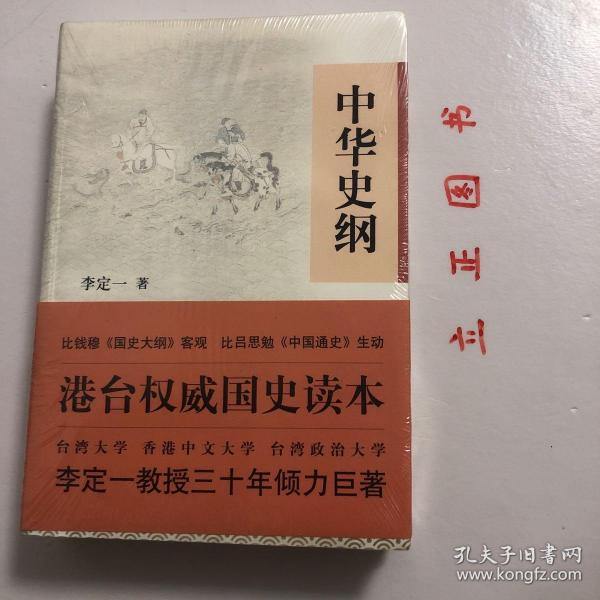 中华史纲
李定一 著
比钱穆《国史大纲》客观 比吕思勉《中国通史》生动
港台权威国史读本
台湾大学 香港中文大学 台湾政治大学
李定一教授三十年倾力巨著
立正图书
孔夫子旧书网
www.kongfz.com